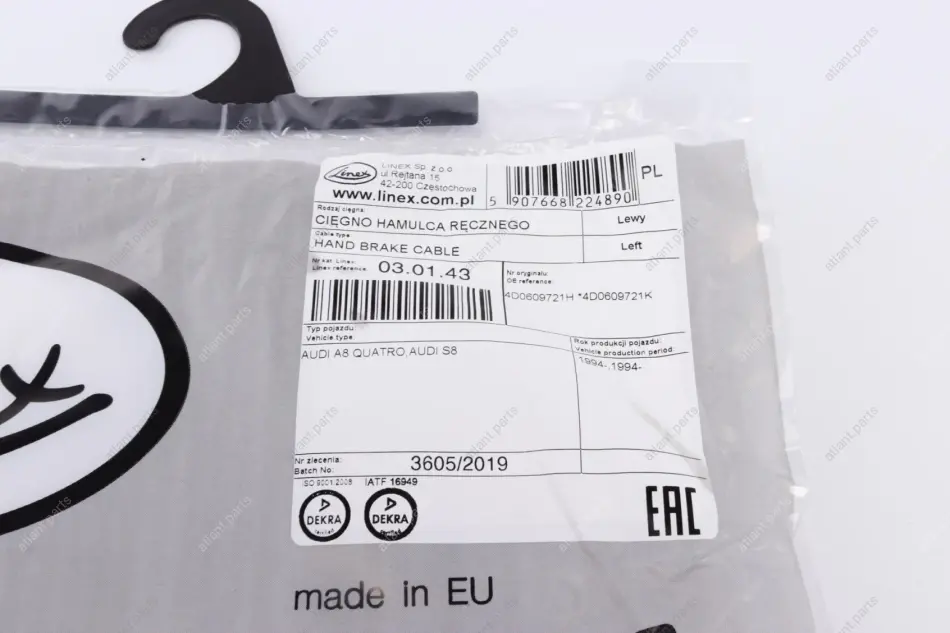 Linex
LINEX Sp. z o.o.
ul Rejtana 15
42-200 Częstochowa
www.linex.com.pl
5 907668 224890
PL
Rodzaj cięgna:
CIĘGNO HAMULCA RĘCZNEGO
Lewy
Cable type
HAND BRAKE CABLE
Left
Nr kat. Linex:
Linex reference:
03.01.43
Nr oryginału:
OE reference:
4D0609721H *4D0609721K
Typ pojazdu:
Vehicle type
AUDI A8 QUATRO,AUDI S8
Rok produkcji pojazdu:
Vehicle production period:
1994-,1994-
Nr zlecenia:
Batch No:
3605/2019
ISO 9001:2008
IATF 16949
DEKRA
DEKRA
EAC
made in EU
atlant.parts